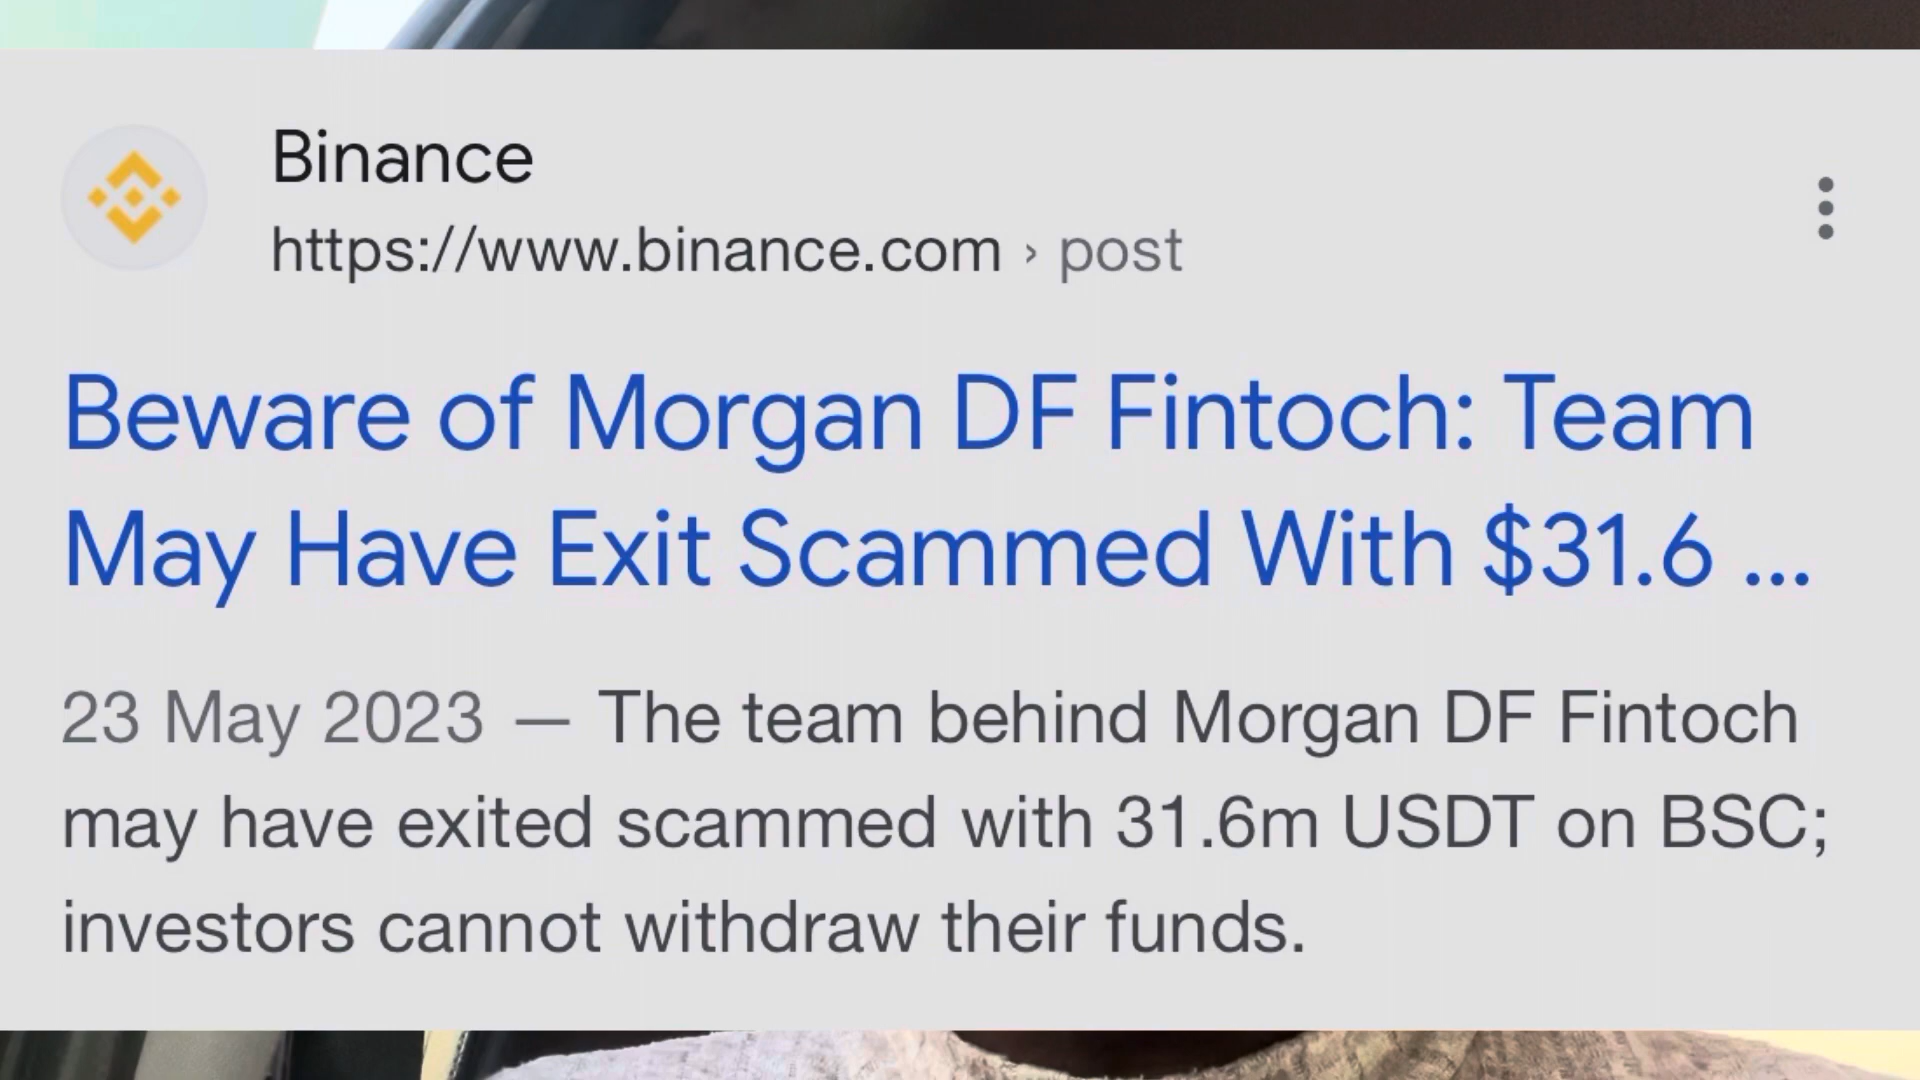 Binance
https://www.binance.com › post
Beware of Morgan DF Fintoch: Team
May Have Exit Scammed With $31.6 ...
23 May 2023 — The team behind Morgan DF Fintoch
may have exited scammed with 31.6m USDT on BSC;
investors cannot withdraw their funds.